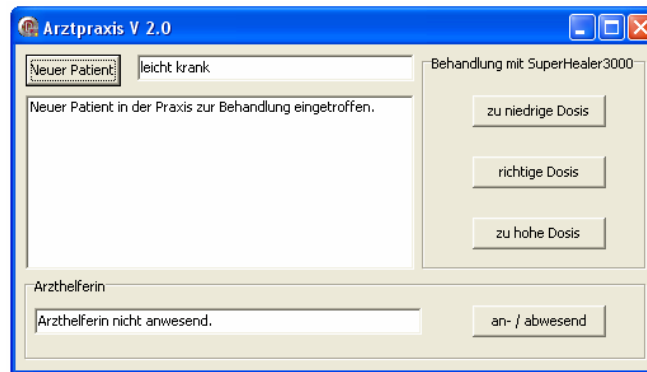 Arztpraxis V 2.0
Neuer Patient
leicht krank
Neuer Patient in der Praxis zur Behandlung eingetroffen.
Behandlung mit SuperHealer3000
zu niedrige Dosis
richtige Dosis
zu hohe Dosis
Arzthelferin
Arzthelferin nicht anwesend.
an- / abwesend